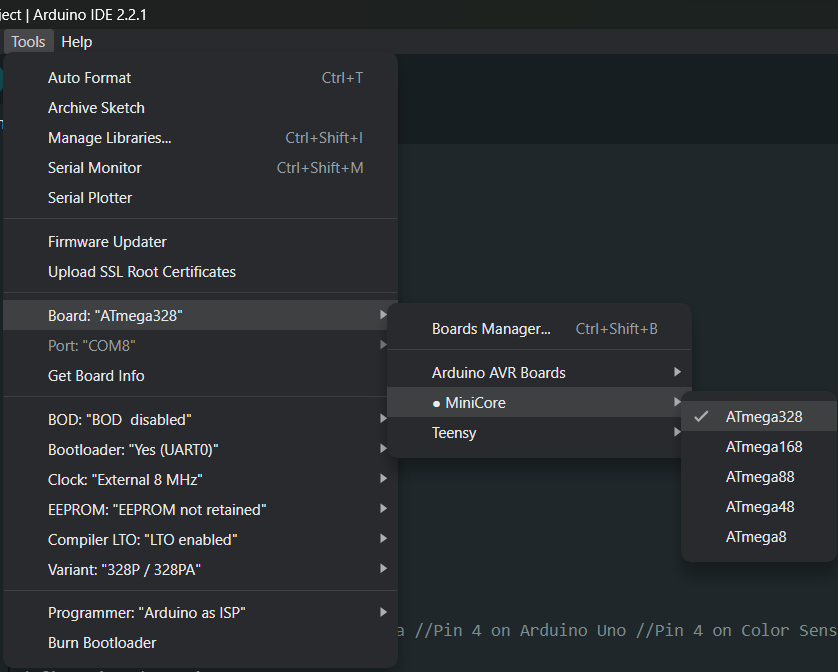 ject | Arduino IDE 2.2.1
Tools Help
Auto Format Ctrl+T
Archive Sketch
Manage Libraries... Ctrl+Shift+I
Serial Monitor Ctrl+Shift+M
Serial Plotter
Firmware Updater
Upload SSL Root Certificates
Board: "ATmega328"
Port: "COM8"
Get Board Info
BOD: "BOD disabled"
Bootloader: "Yes (UART0)"
Clock: "External 8 MHz"
EEPROM: "EEPROM not retained"
Compiler LTO: "LTO enabled"
Variant: "328P / 328PA"
Programmer: "Arduino as ISP"
Burn Bootloader
Boards Manager... Ctrl+Shift+B
Arduino AVR Boards
● MiniCore
Teensy
✓ ATmega328
ATmega168
ATmega88
ATmega48
ATmega8
a //Pin 4 on Arduino Uno //Pin 4 on Color Sens